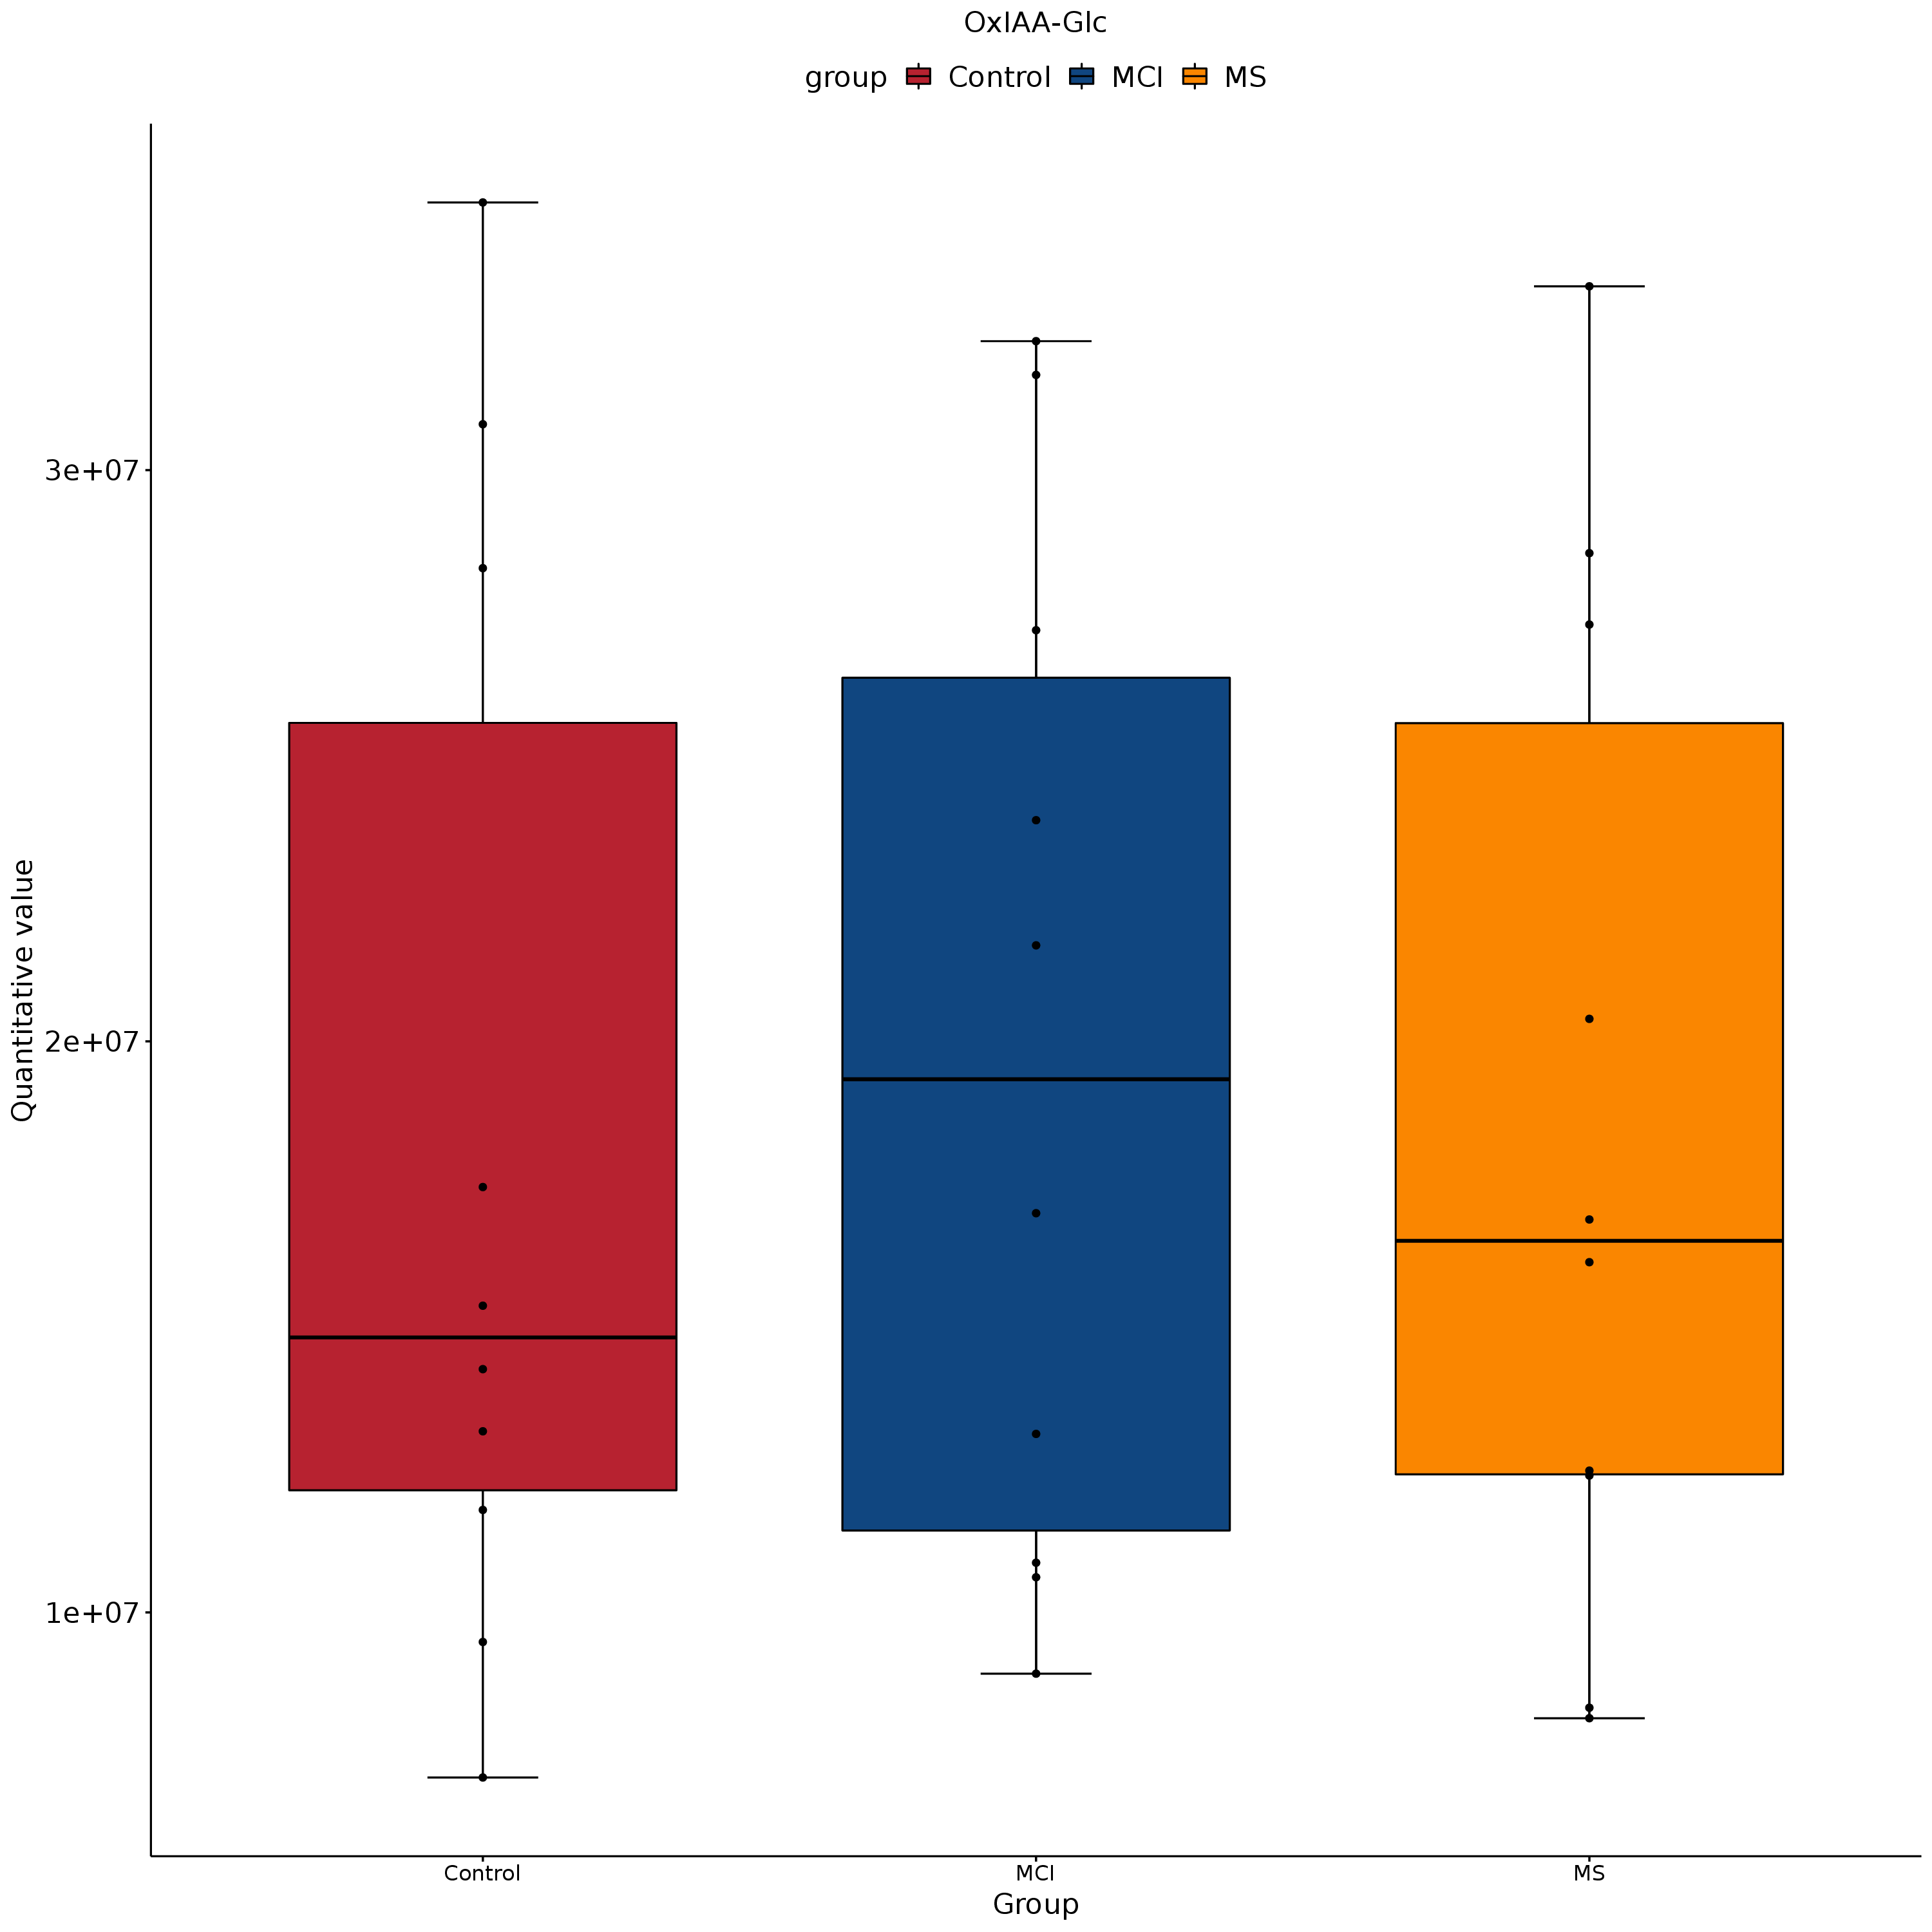 OxIAA-Glc
group Control MCI MS
Quantitative value
3e+07
2e+07
1e+07
Control MCI MS
Group